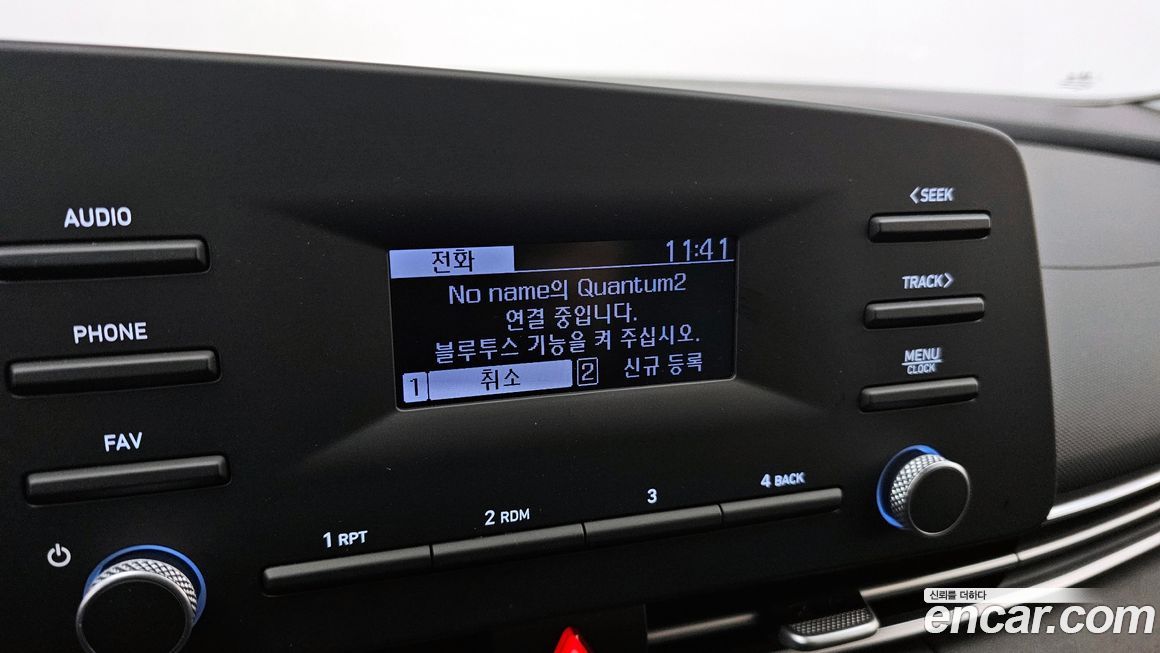 AUDIO
PHONE
FAV
전화 11:41
No name의 Quantum2
연결 중입니다.
블루투스 기능을 켜 주십시오.
1 취소 2 신규 등록
<SEEK
TRACK>
MENU
CLOCK
1 RPT
2 RDM
3
4 BACK
신뢰를 더하다
encar.com